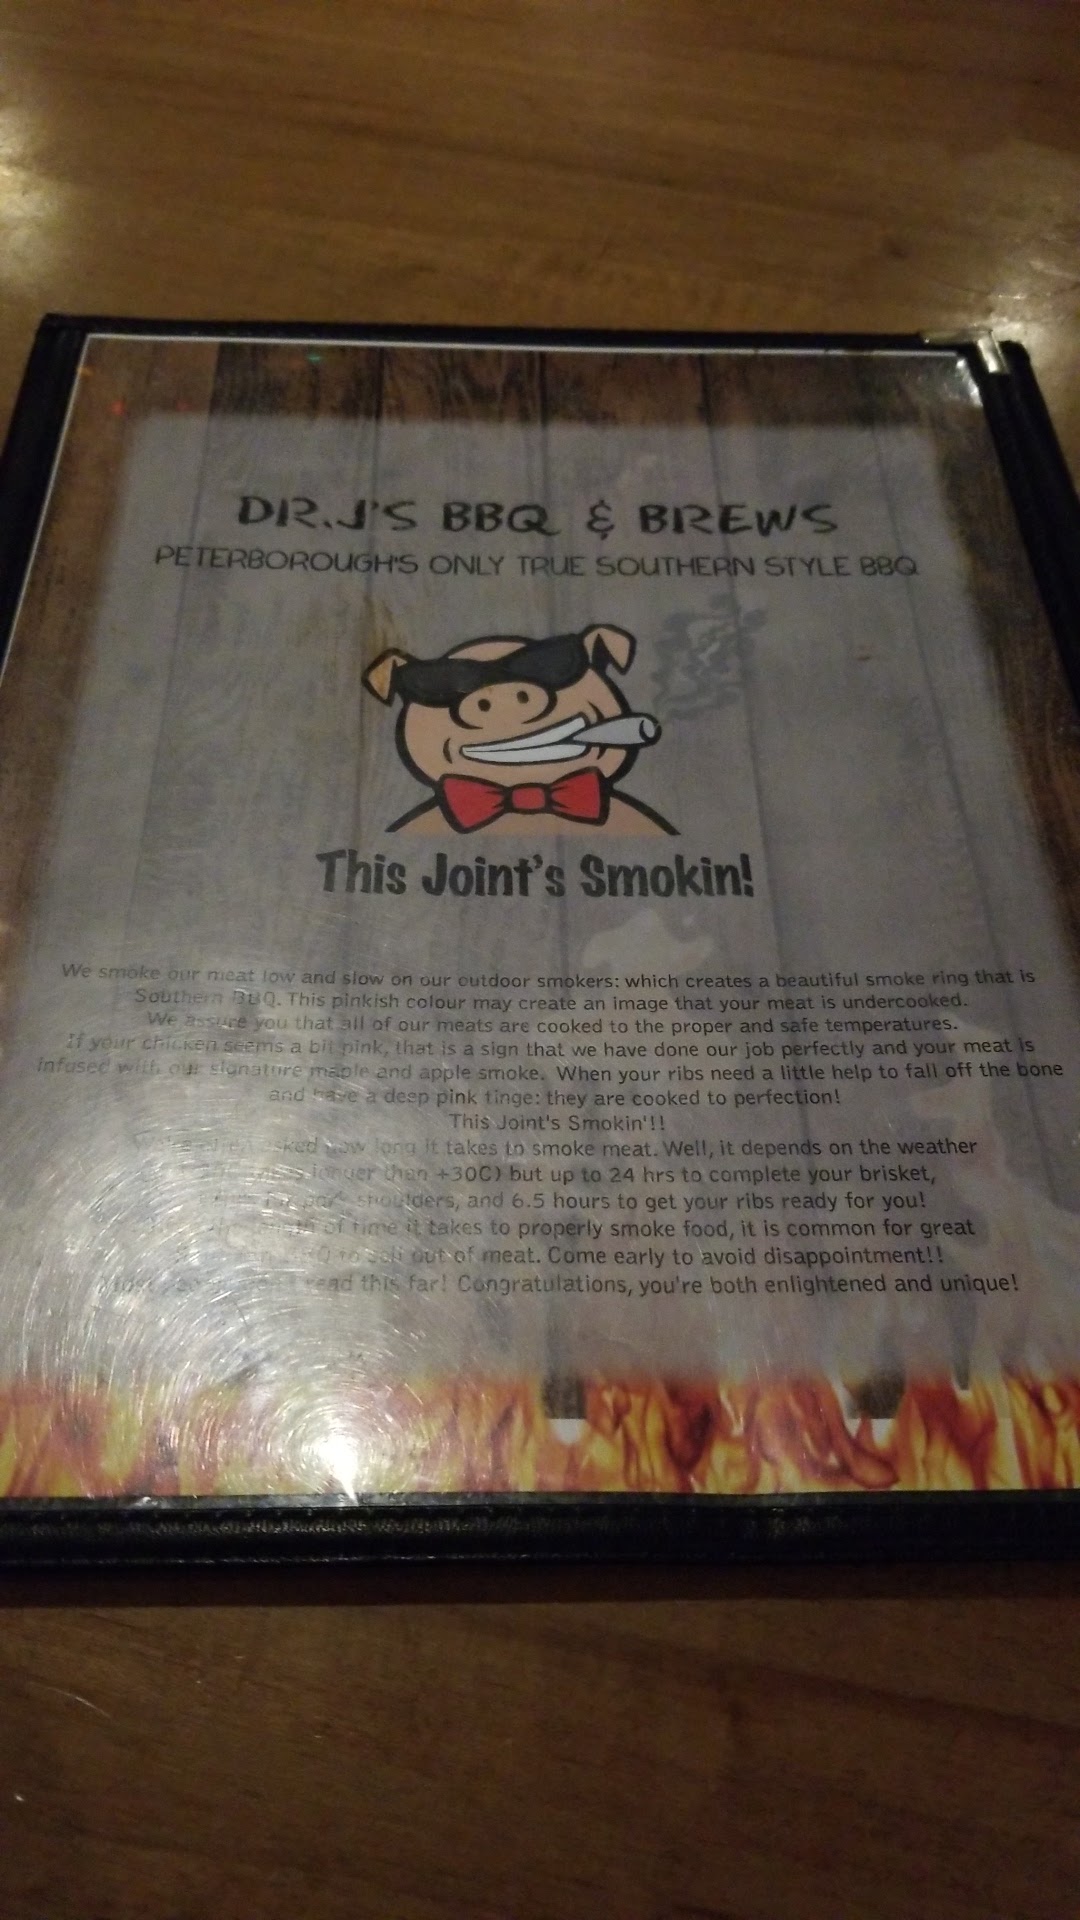 DR.J'S BBQ & BREWS
PETERBOROUGH'S ONLY TRUE SOUTHERN STYLE BBQ
This Joint's Smokin!
We smoke our meat low and slow on our outdoor smokers: which creates a beautiful smoke ring that is
Southern BBQ. This pinkish colour may create an image that your meat is undercooked.
We assure you that all of our meats are cooked to the proper and safe temperatures.
If your chicken seems a bit pink, that is a sign that we have done our job perfectly and your meat is
infused with our signature maple and apple smoke. When your ribs need a little help to fall off the bone
and have a deep pink tinge: they are cooked to perfection!
This Joint's Smokin'!!
asked how long it takes to smoke meat. Well, it depends on the weather
longer than +30C) but up to 24 hrs to complete your brisket,
shoulders, and 6.5 hours to get your ribs ready for you!
length of time it takes to properly smoke food, it is common for great
BBQ to sell out of meat. Come early to avoid disappointment!!
read this far! Congratulations, you're both enlightened and unique!